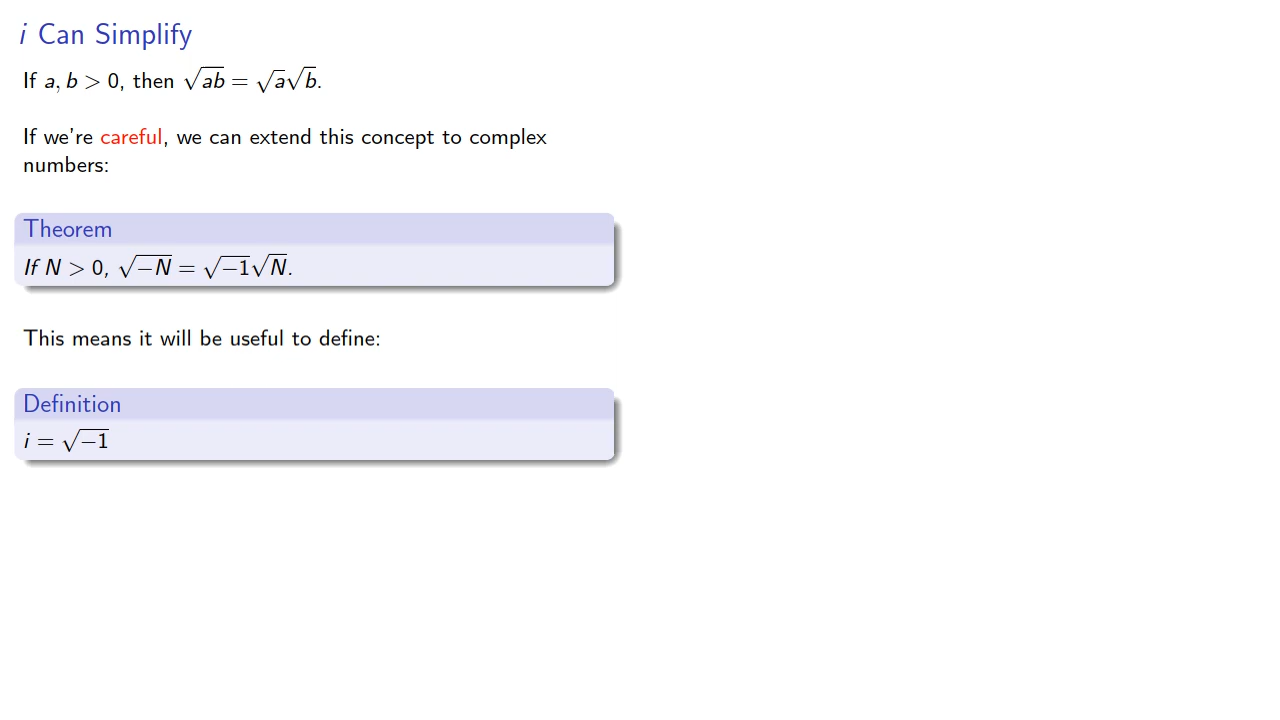 i Can Simplify
If a, b > 0, then √ab = √a√b.
If we're careful, we can extend this concept to complex
numbers:
Theorem
If N > 0, √−N = √−1√N.
This means it will be useful to define:
Definition
i = √−1